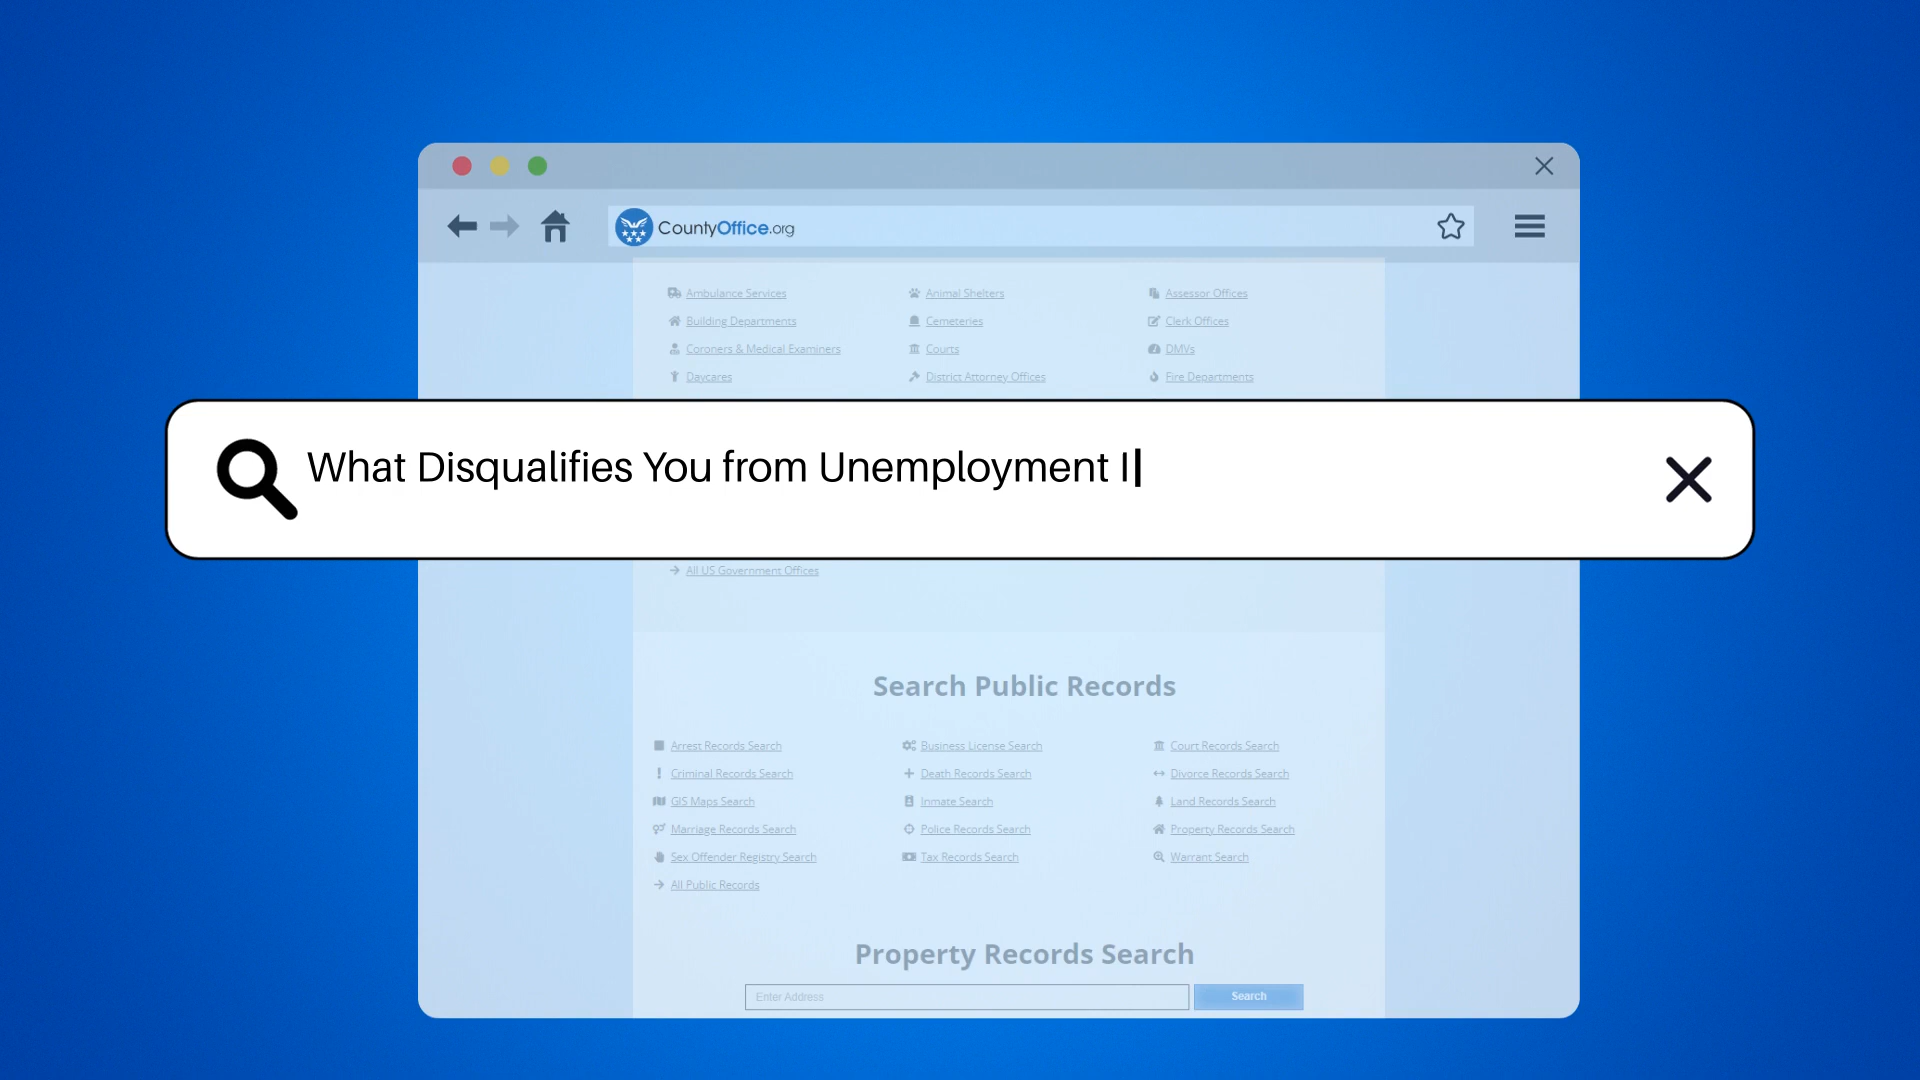 CountyOffice.org
Ambulance Services Animal Shelters Assessor Offices
Building Departments Cemeteries Clerk Offices
Coroners & Medical Examiners Courts DMVs
Daycares District Attorney Offices Fire Departments
What Disqualifies You from Unemployment I
All US Government Offices
Search Public Records
Arrest Records Search Business License Search Court Records Search
Criminal Records Search Death Records Search Divorce Records Search
GIS Maps Search Inmate Search Land Records Search
Marriage Records Search Police Records Search Property Records Search
Sex Offender Registry Search Tax Records Search Warrant Search
All Public Records
Property Records Search
Enter Address Search